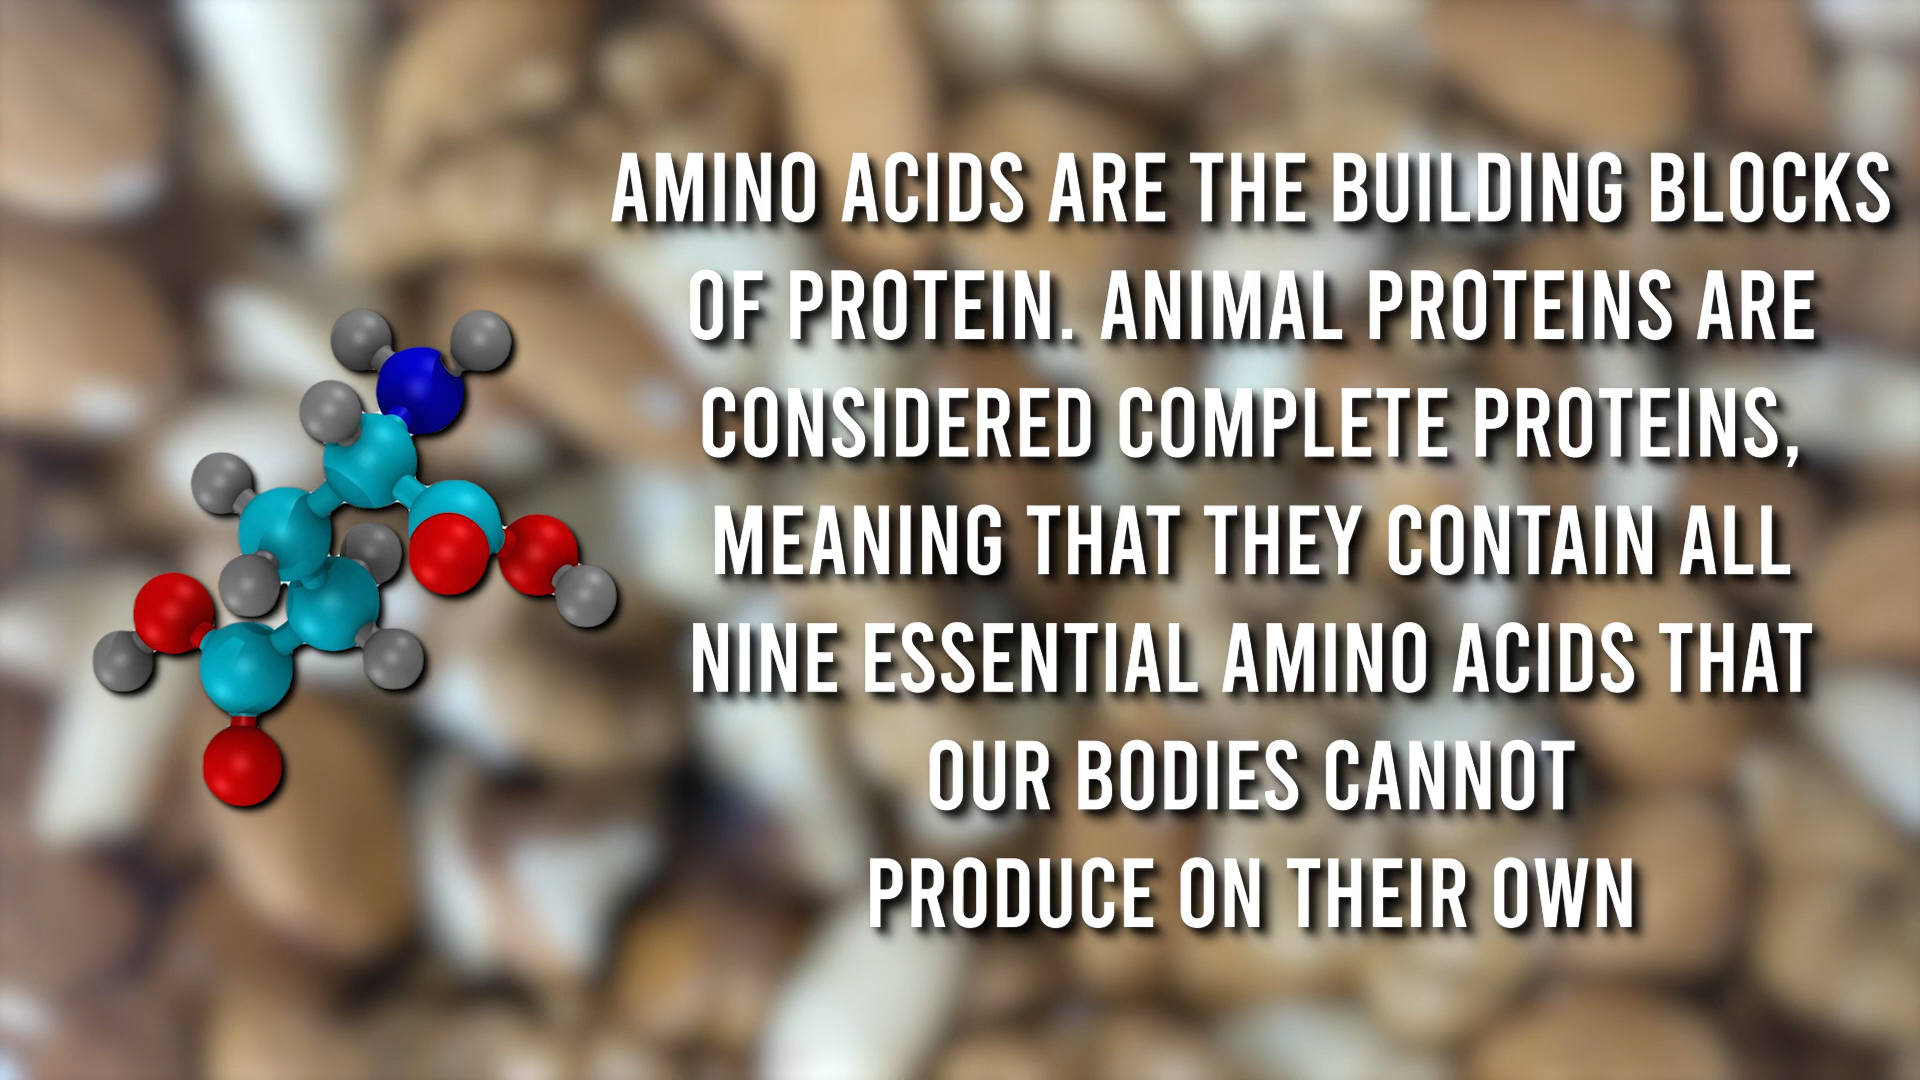 AMINO ACIDS ARE THE BUILDING BLOCKS
OF PROTEIN. ANIMAL PROTEINS ARE
CONSIDERED COMPLETE PROTEINS,
MEANING THAT THEY CONTAIN ALL
NINE ESSENTIAL AMINO ACIDS THAT
OUR BODIES CANNOT
PRODUCE ON THEIR OWN